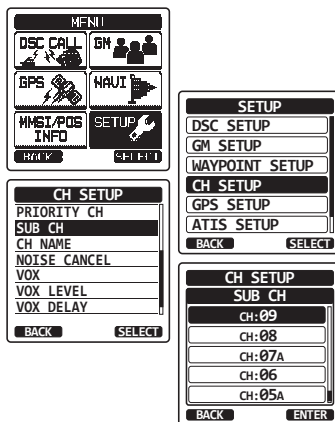 MENU
DSC CALL
GM
GPS
NAVI
MMSI/POS
INFO
SETUP
BACK
SELECT
SETUP
DSC SETUP
GM SETUP
WAYPOINT SETUP
CH SETUP
GPS SETUP
ATIS SETUP
BACK
SELECT
CH SETUP
PRIORITY CH
SUB CH
CH NAME
NOISE CANCEL
VOX
VOX LEVEL
VOX DELAY
BACK
SELECT
CH SETUP
SUB CH
CH:09
CH:08
CH:07A
CH:06
CH:05A
BACK
ENTER